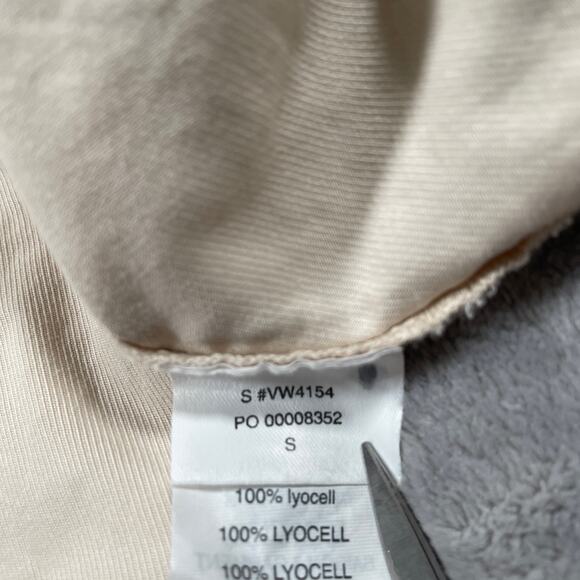 S #VW4154
PO 00008352
S
100% lyocell
100% LYOCELL
100% LYOCELL